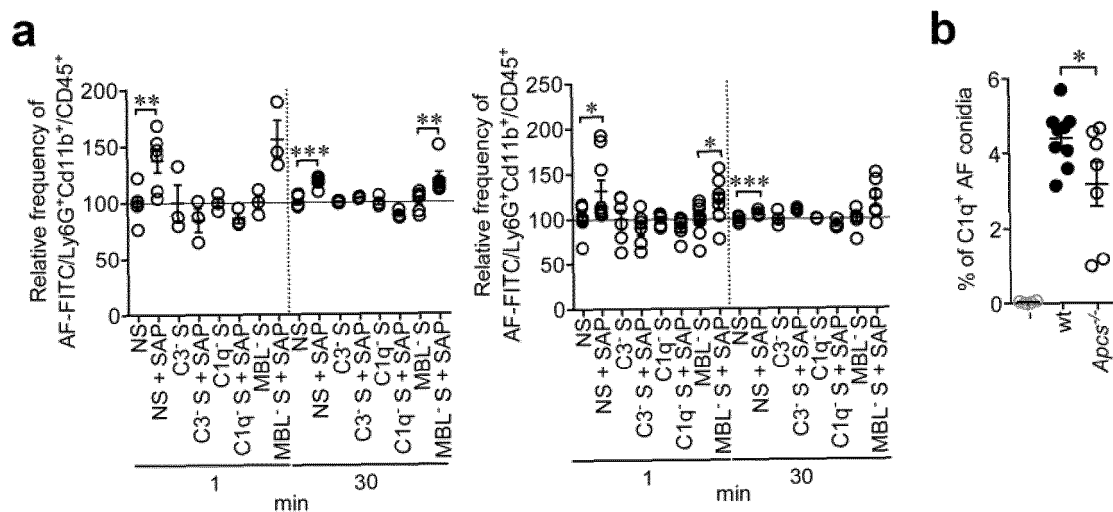 a
Relative frequency of
AF-FITC/Ly6G⁺Cd11b⁺/CD45⁺
200
150
100
50
0
**
***
**
NS
NS + SAP
C3⁻ S
C3⁻ S + SAP
C1q⁻ S
C1q⁻ S + SAP
MBL⁻ S
MBL⁻ S + SAP
NS
NS + SAP
C3⁻ S
C3⁻ S + SAP
C1q⁻ S
C1q⁻ S + SAP
MBL⁻ S
MBL⁻ S + SAP
1
30
min
Relative frequency of
AF-FITC/Ly6G⁺Cd11b⁺/CD45⁺
250
200
150
100
50
0
*
*
***
NS
NS + SAP
C3⁻ S
C3⁻ S + SAP
C1q⁻ S
C1q⁻ S + SAP
MBL⁻ S
MBL⁻ S + SAP
NS
NS + SAP
C3⁻ S
C3⁻ S + SAP
C1q⁻ S
C1q⁻ S + SAP
MBL⁻ S
MBL⁻ S + SAP
1
30
min
b
% of C1q⁺ AF conidia
6
4
2
0
*
-
wt
Apcs⁻/⁻